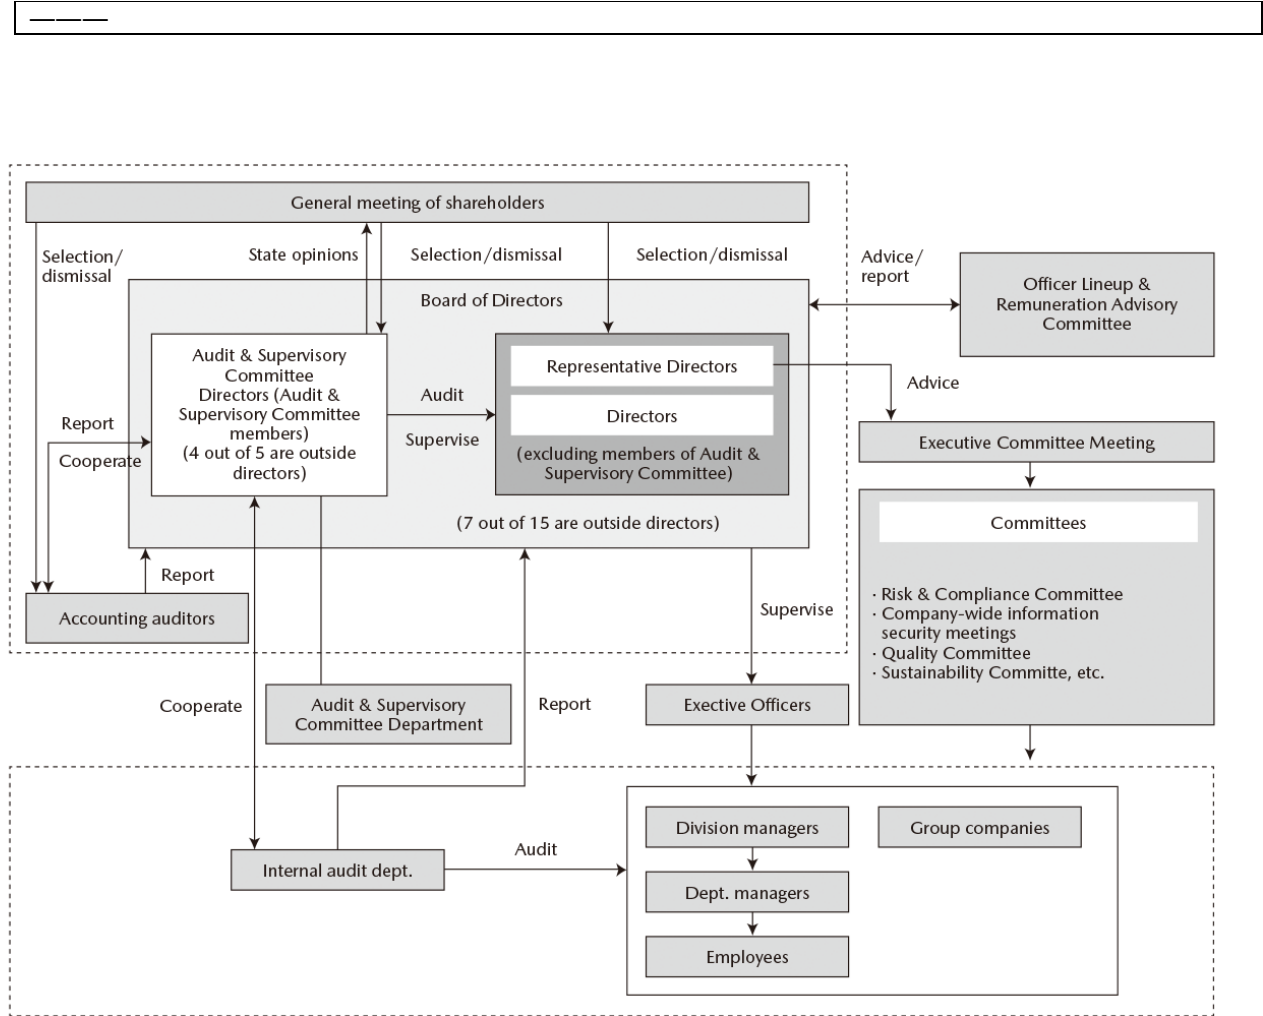 ————
General meeting of shareholders
Selection/
dismissal
State opinions
Selection/dismissal
Selection/dismissal
Advice/
report
Officer Lineup &
Remuneration Advisory
Committee
Board of Directors
Audit & Supervisory
Committee
Directors (Audit &
Supervisory Committee
members)
(4 out of 5 are outside
directors)
Audit
Supervise
Representative Directors
Directors
(excluding members of Audit &
Supervisory Committee)
(7 out of 15 are outside directors)
Advice
Executive Committee Meeting
Report
Cooperate
Committees
· Risk & Compliance Committee
· Company-wide information
security meetings
· Quality Committee
· Sustainability Committe, etc.
Report
Accounting auditors
Supervise
Cooperate
Audit & Supervisory
Committee Department
Report
Exective Officers
Internal audit dept.
Audit
Division managers
Group companies
Dept. managers
Employees